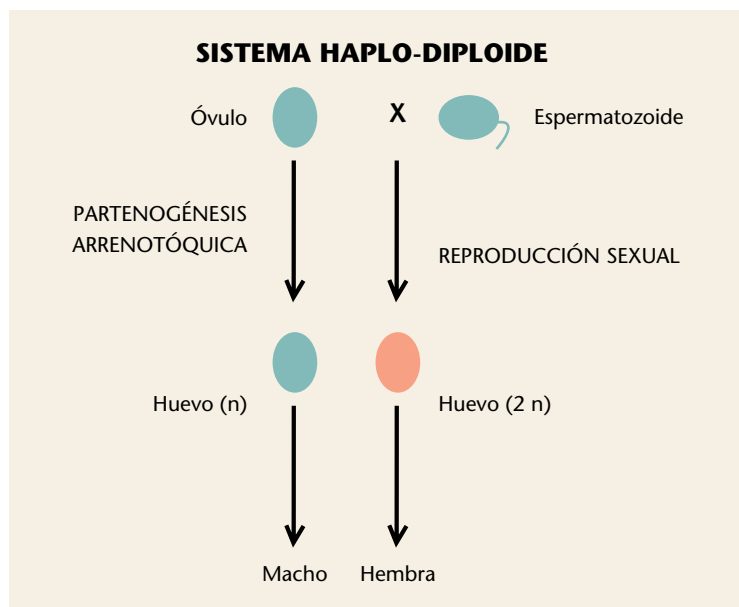 SISTEMA HAPLO-DIPLOIDE
Óvulo
X
Espermatozoide
PARTENOGÉNESIS
ARRENOTÓQUICA
REPRODUCCIÓN SEXUAL
Huevo (n)
Huevo (2 n)
Macho
Hembra